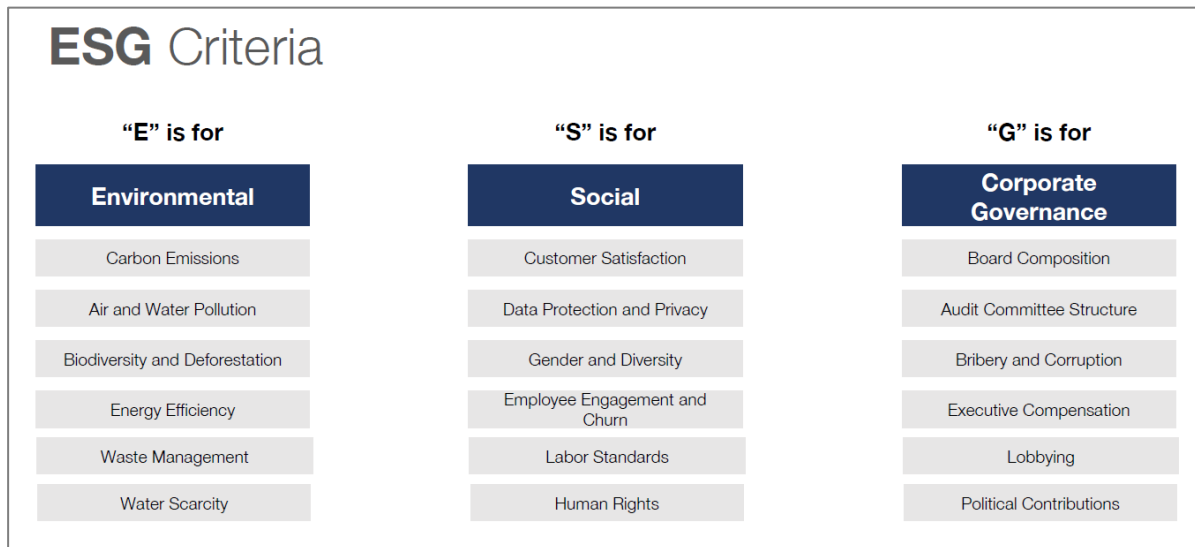 ESG Criteria
“E” is for
Environmental
Carbon Emissions
Air and Water Pollution
Biodiversity and Deforestation
Energy Efficiency
Waste Management
Water Scarcity
“S” is for
Social
Customer Satisfaction
Data Protection and Privacy
Gender and Diversity
Employee Engagement and
Churn
Labor Standards
Human Rights
“G” is for
Corporate
Governance
Board Composition
Audit Committee Structure
Bribery and Corruption
Executive Compensation
Lobbying
Political Contributions